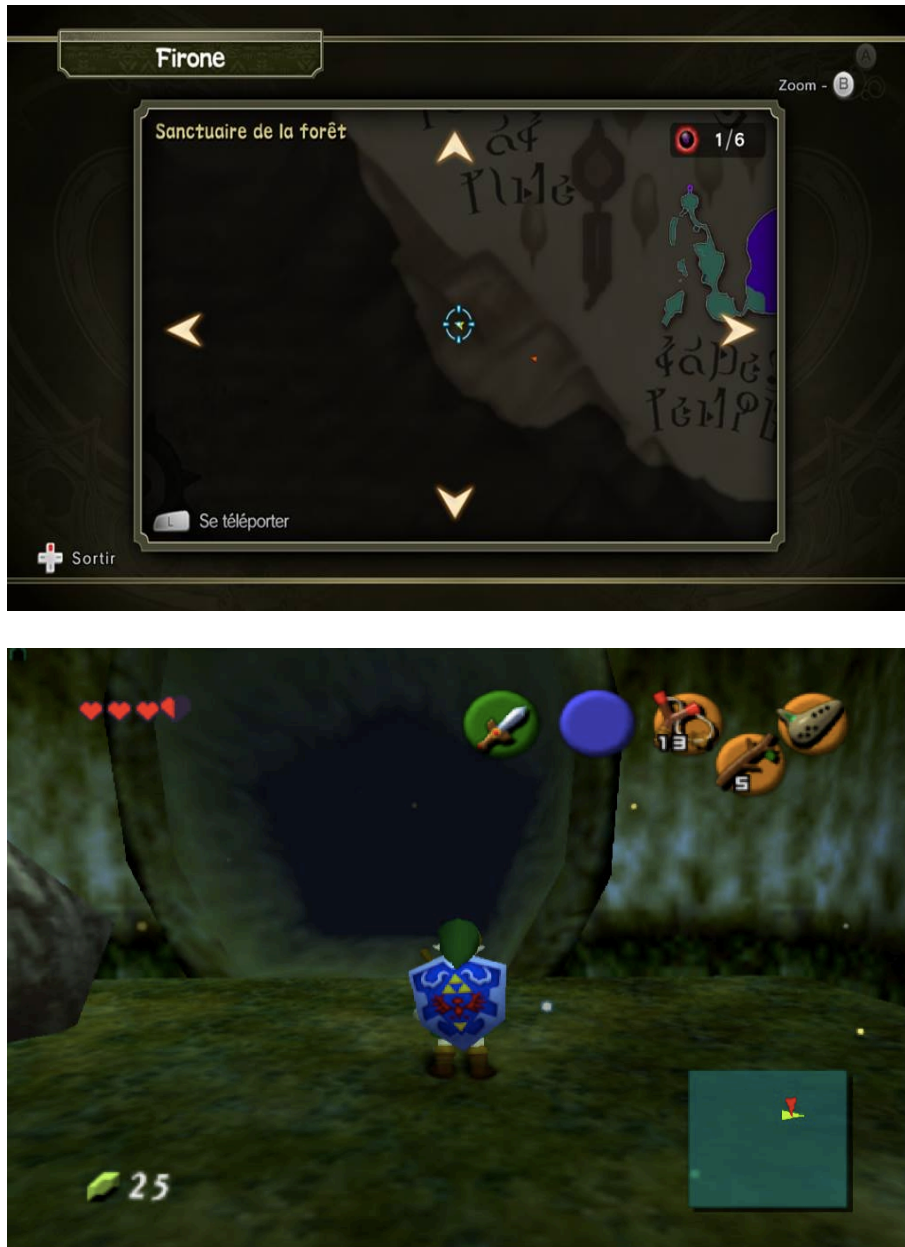 Firone
A
Zoom - B
Sanctuaire de la forêt
1/6
L Se téléporter
Sortir
13
5
25